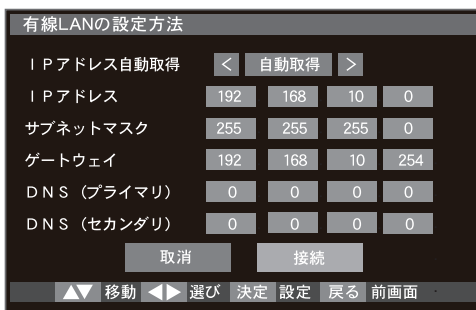 有線LANの設定方法
ＩＰアドレス自動取得 < 自動取得 >
ＩＰアドレス 192 168 10 0
サブネットマスク 255 255 255 0
ゲートウェイ 192 168 10 254
ＤＮＳ（プライマリ） 0 0 0 0
ＤＮＳ（セカンダリ） 0 0 0 0
取消 接続
▲▼ 移動 ◀▶ 選び 決定 設定 戻る 前画面